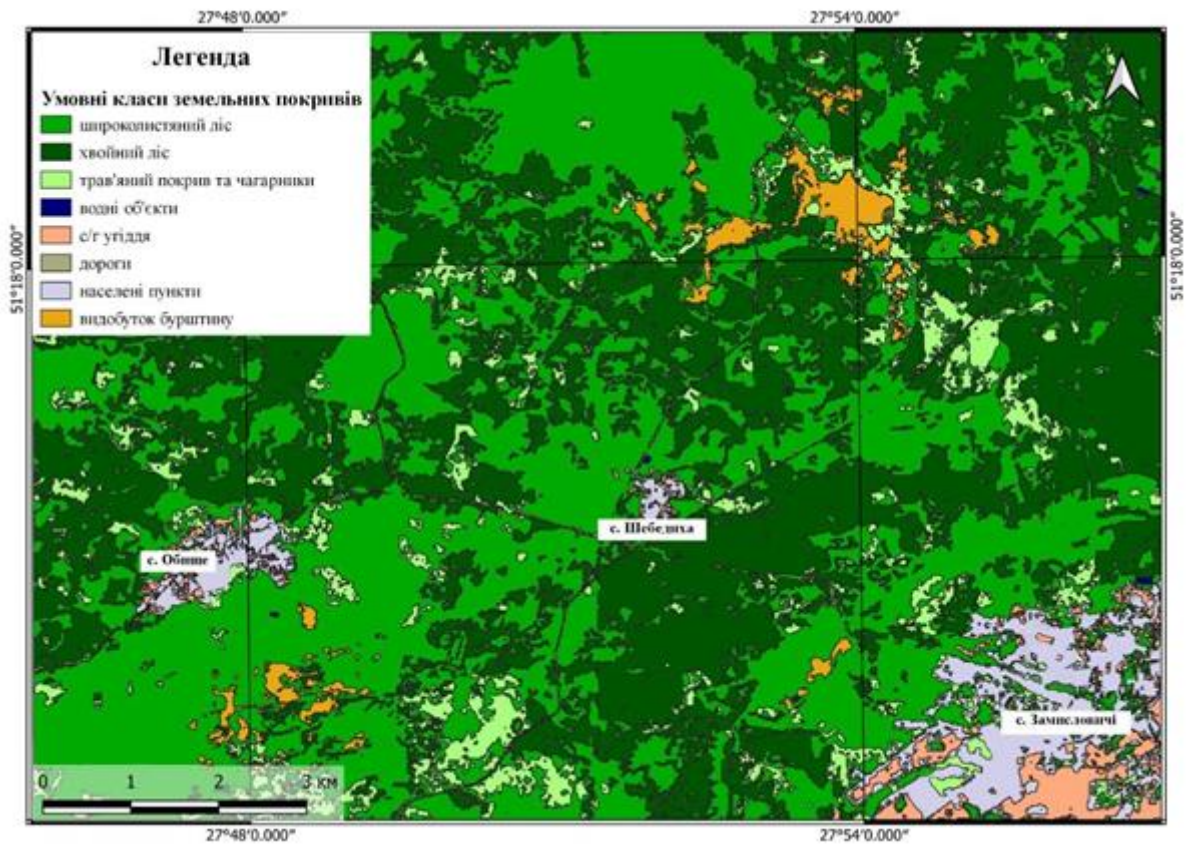 27°48'0.000"
27°54'0.000"
Легенда
Умовні класи земельних покривів
широколистяний ліс
хвойний ліс
трав'яний покрив та чагарники
водні об'єкти
с/г угіддя
дороги
населені пункти
видобуток бурштину
51°18'0.000"
51°18'0.000"
с. Шебедиха
с. Обище
с. Замисловичі
0 1 2 3 км
27°48'0.000"
27°54'0.000"